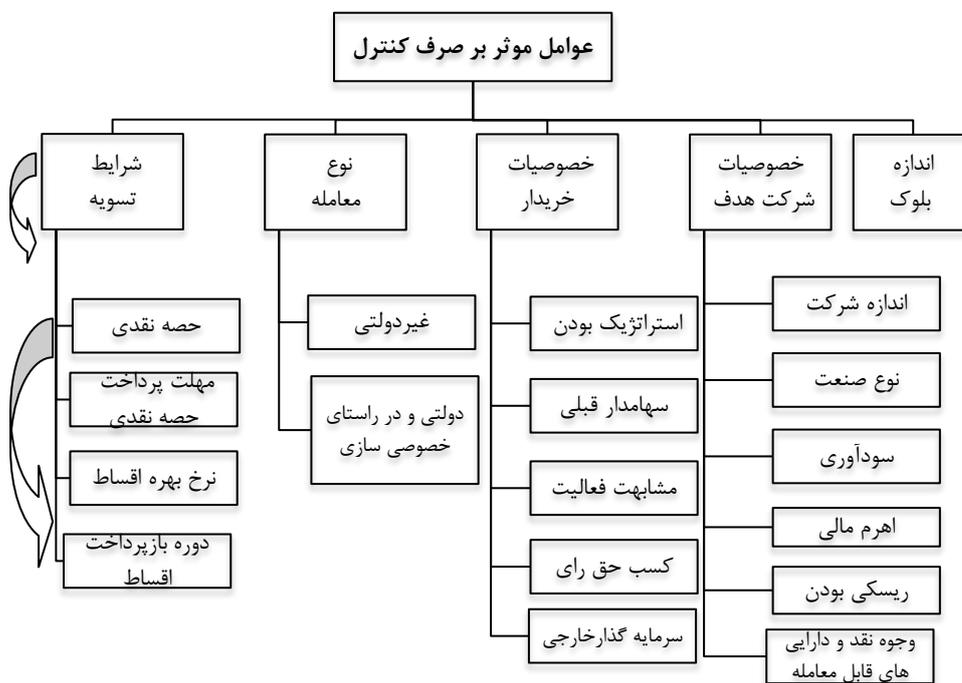 عوامل موثر بر صرف کنترل
اندازه
بلوک
خصوصیات
شرکت هدف
اندازه شرکت
نوع صنعت
سودآوری
اهرم مالی
ریسکی بودن
وجوه نقد و دارایی
های قابل معامله
خصوصیات
خریدار
استراتژیک بودن
سهامدار قبلی
مشابهت فعالیت
کسب حق رای
سرمایه گذارخارجی
نوع
معامله
غیردولتی
دولتی و در راستای
خصوصی سازی
شرایط
تسویه
حصه نقدی
مهلت پرداخت
حصه نقدی
نرخ بهره اقساط
دوره بازپرداخت
اقساط